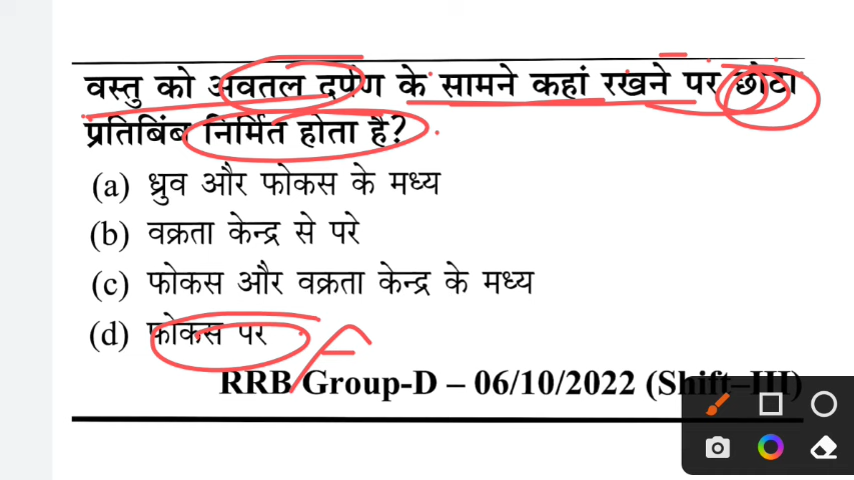 वस्तु को अवतल दर्पण के सामने कहां रखने पर छोटा
प्रतिबिंब निर्मित होता है?
(a) ध्रुव और फोकस के मध्य
(b) वक्रता केन्द्र से परे
(c) फोकस और वक्रता केन्द्र के मध्य
(d) फोकस पर
F
RRB Group-D – 06/10/2022 (Shift–III)